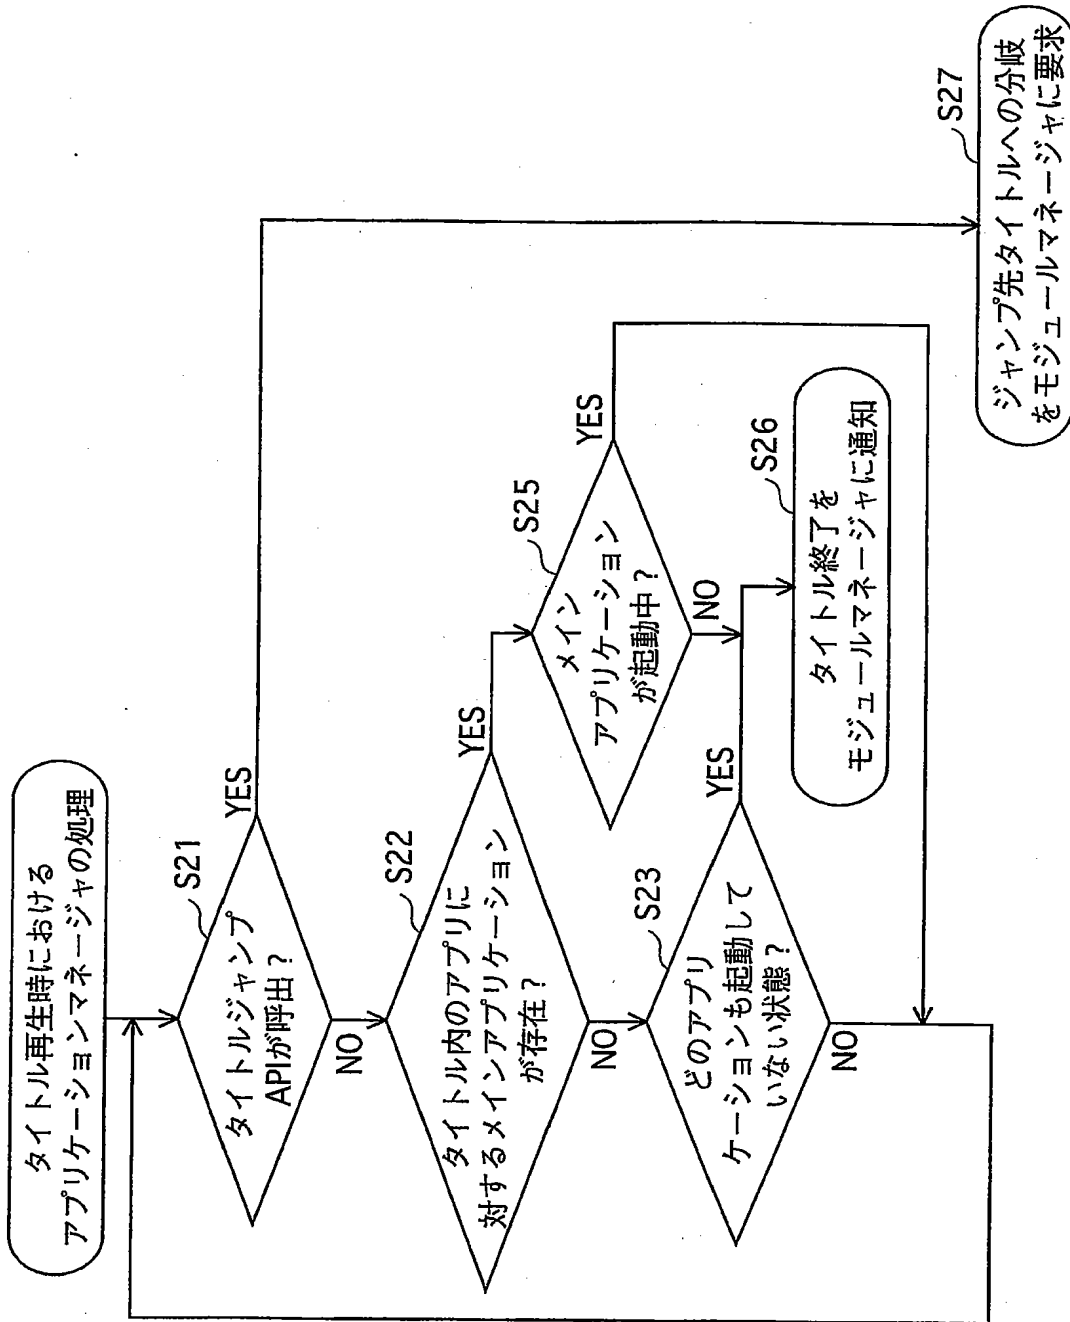 タイトル再生時における
アプリケーションマネージャの処理
S21
タイトルジャンプ
APIが呼出？
YES
NO
S22
タイトル内のアプリに
対するメインアプリケーション
が存在？
YES
NO
S25
メイン
アプリケーション
が起動中？
YES
NO
S23
どのアプリ
ケーションも起動して
いない状態？
YES
NO
S26
タイトル終了を
モジュールマネージャに通知
S27
ジャンプ先タイトルへの分岐
をモジュールマネージャに要求